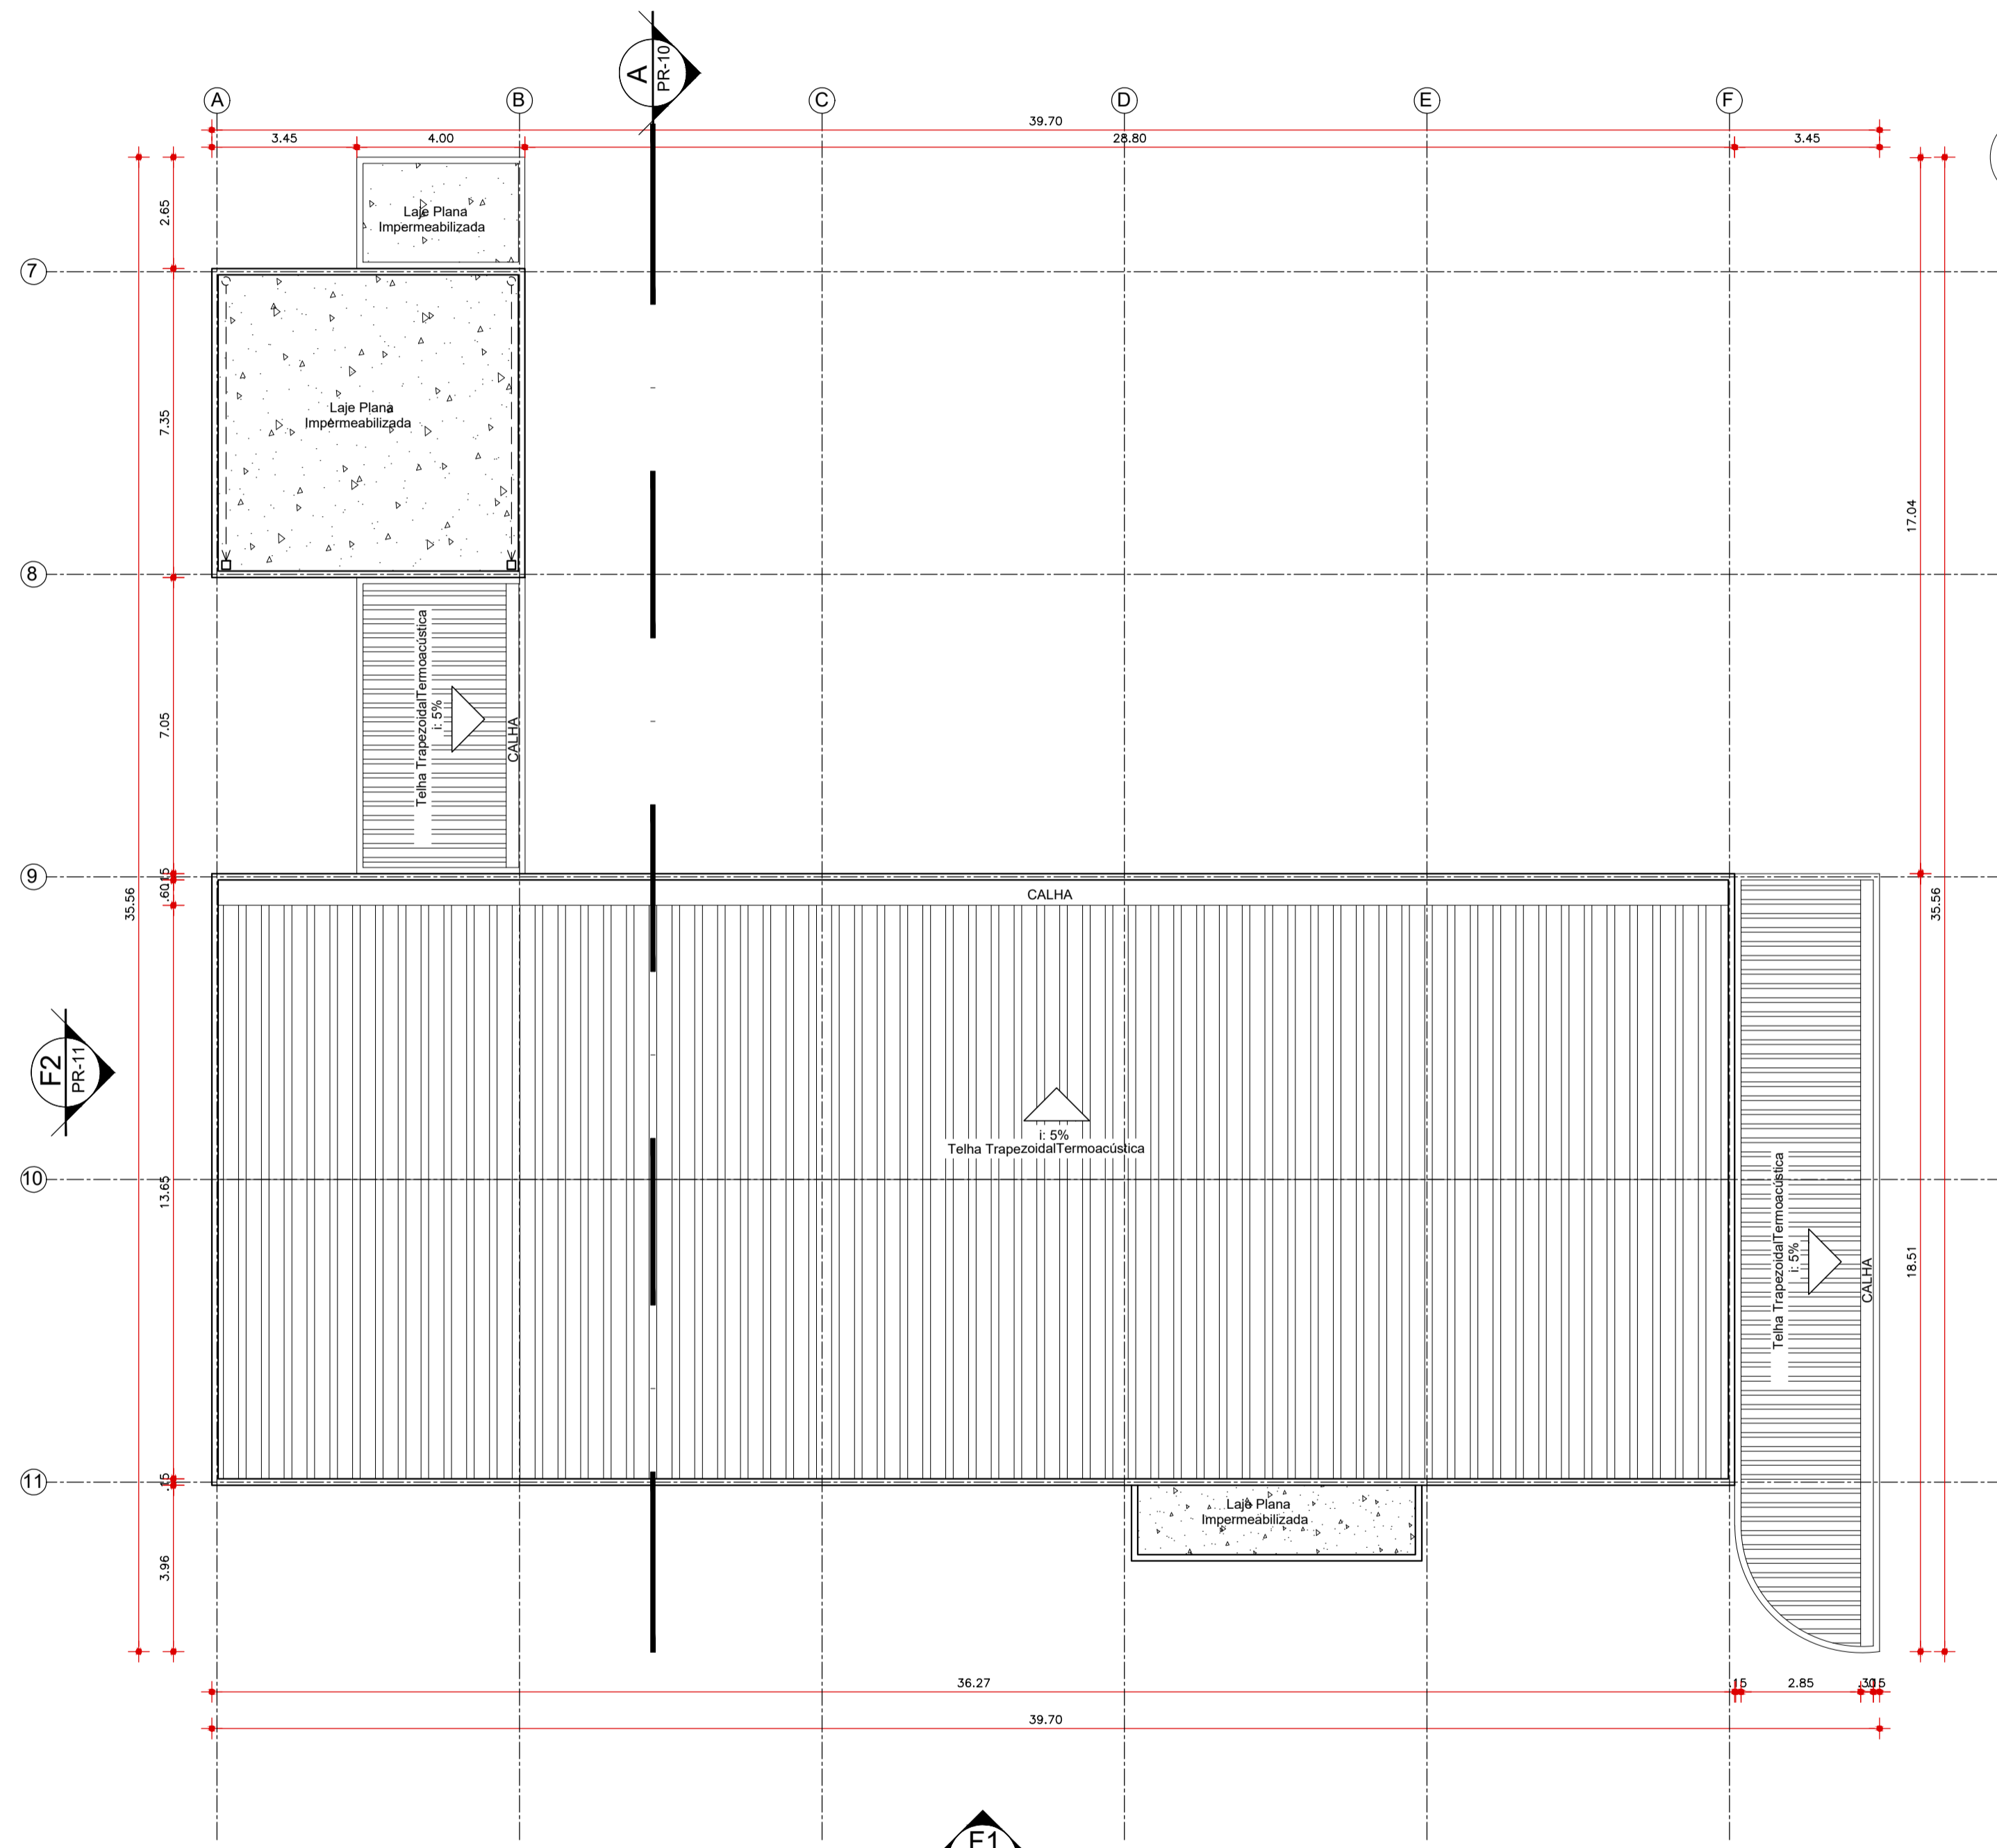 A
PR-10
A
B
C
D
E
F
39.70
3.45
4.00
28.80
3.45
2.65
Laje Plana
Impermeabilizada
7
7.35
Laje Plana
Impermeabilizada
17.04
8
Telha TrapezoidalTermoacústica
i: 5%
CALHA
7.05
9
.15
.60
CALHA
35.56
35.56
F2
PR-11
i: 5%
Telha TrapezoidalTermoacústica
10
13.65
Telha TrapezoidalTermoacústica
i: 5%
CALHA
18.51
11
.15
Laje Plana
Impermeabilizada
3.96
36.27
.15
2.85
.30
.15
39.70
F1